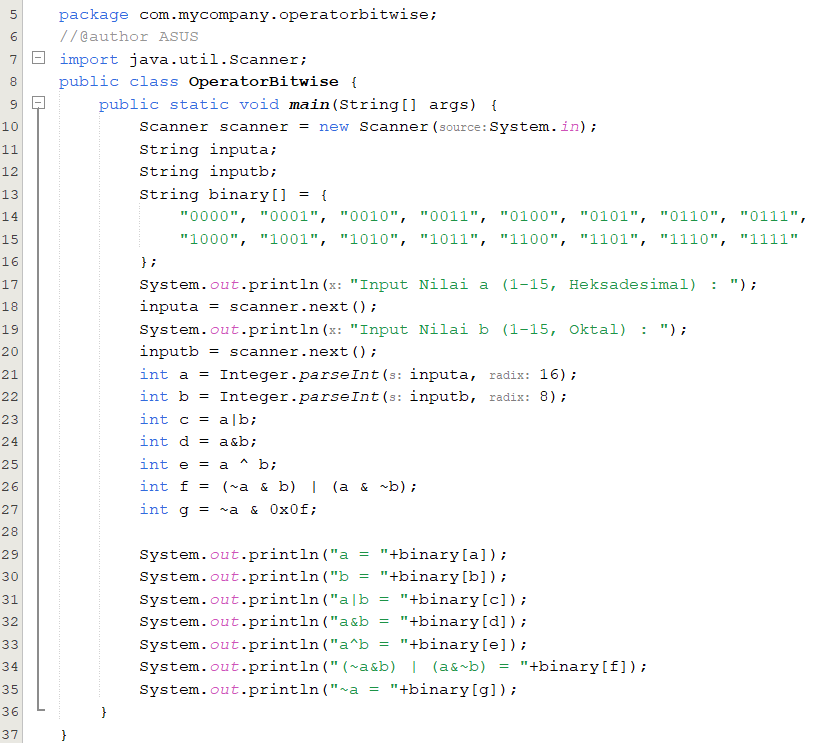 5 package com.mycompany.operatorbitwise;
6 //@author ASUS
7 import java.util.Scanner;
8 public class OperatorBitwise {
9 public static void main(String[] args) {
10 Scanner scanner = new Scanner(source:System.in);
11 String inputa;
12 String inputb;
13 String binary[] = {
14 "0000", "0001", "0010", "0011", "0100", "0101", "0110", "0111",
15 "1000", "1001", "1010", "1011", "1100", "1101", "1110", "1111"
16 };
17 System.out.println(x: "Input Nilai a (1-15, Heksadesimal) : ");
18 inputa = scanner.next();
19 System.out.println(x: "Input Nilai b (1-15, Oktal) : ");
20 inputb = scanner.next();
21 int a = Integer.parseInt(s: inputa, radix: 16);
22 int b = Integer.parseInt(s: inputb, radix: 8);
23 int c = a|b;
24 int d = a&b;
25 int e = a ^ b;
26 int f = (~a & b) | (a & ~b);
27 int g = ~a & 0x0f;
28
29 System.out.println("a = "+binary[a]);
30 System.out.println("b = "+binary[b]);
31 System.out.println("a|b = "+binary[c]);
32 System.out.println("a&b = "+binary[d]);
33 System.out.println("a^b = "+binary[e]);
34 System.out.println("(~a&b) | (a&~b) = "+binary[f]);
35 System.out.println("~a = "+binary[g]);
36 }
37 }